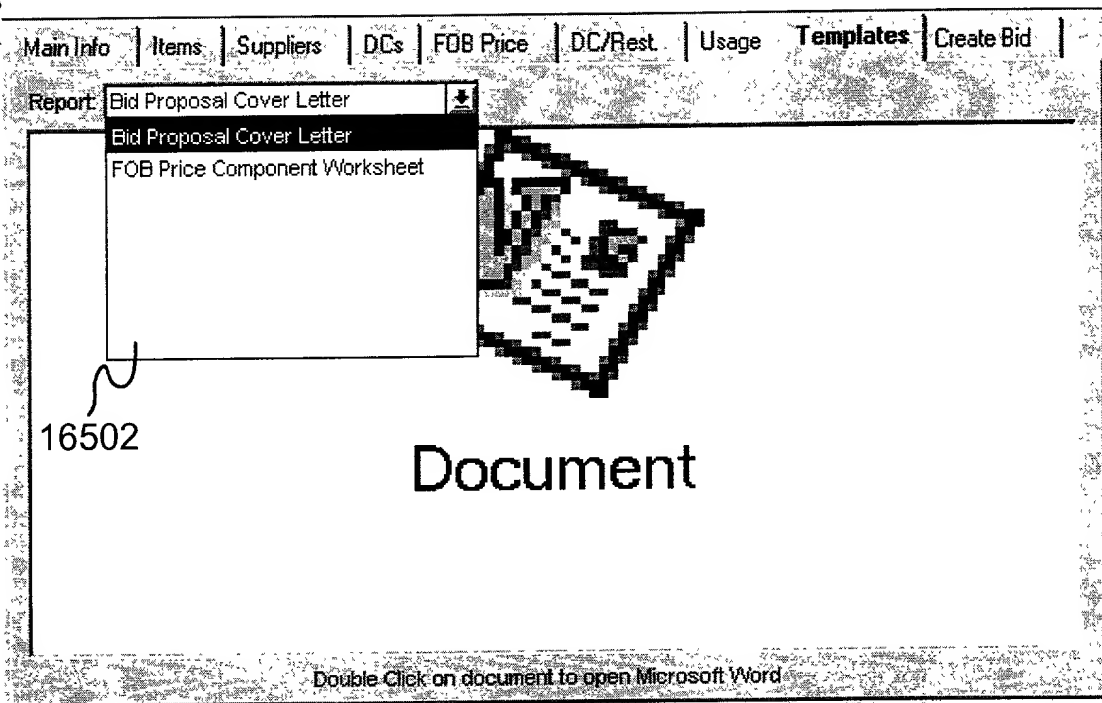 Main Info Items Suppliers DCs FOB Price DC/Rest. Usage Templates Create Bid
Report: Bid Proposal Cover Letter
Bid Proposal Cover Letter
FOB Price Component Worksheet
16502
Document
Double Click on document to open Microsoft Word